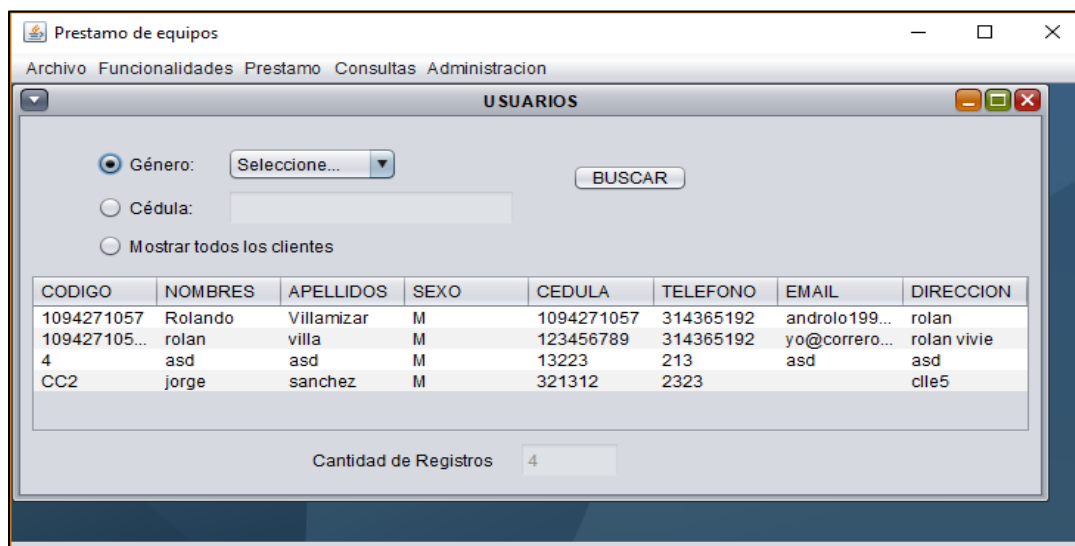 Prestamo de equipos
Archivo Funcionalidades Prestamo Consultas Administracion
USUARIOS
Género: Seleccione... BUSCAR
Cédula:
Mostrar todos los clientes
CODIGO NOMBRES APELLIDOS SEXO CEDULA TELEFONO EMAIL DIRECCION
1094271057 Rolando Villamizar M 1094271057 314365192 androlo199... rolan
109427105... rolan villa M 123456789 314365192 yo@correro... rolan vivie
4 asd asd M 13223 213 asd asd
CC2 jorge sanchez M 321312 2323 clle5
Cantidad de Registros 4